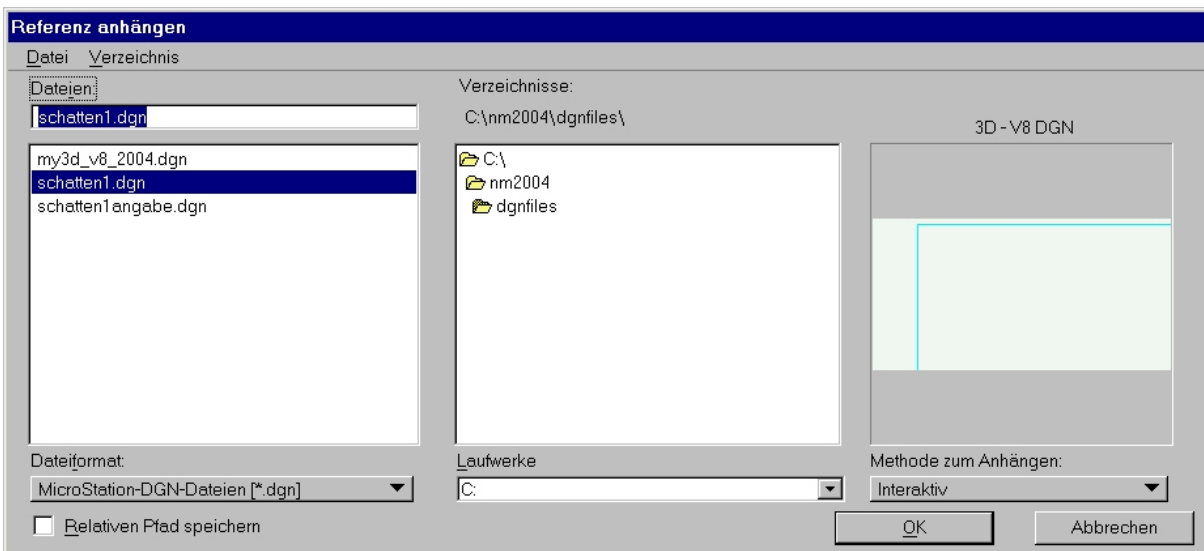 Referenz anhängen
Datei Verzeichnis
Dateien:
schatten1.dgn
my3d_v8_2004.dgn
schatten1.dgn
schatten1angabe.dgn
Dateiformat:
MicroStation-DGN-Dateien [*.dgn]
Relativen Pfad speichern
Verzeichnisse:
C:\nm2004\dgnfiles\
C:\
nm2004
dgnfiles
Laufwerke
C:
3D - V8 DGN
Methode zum Anhängen:
Interaktiv
OK Abbrechen